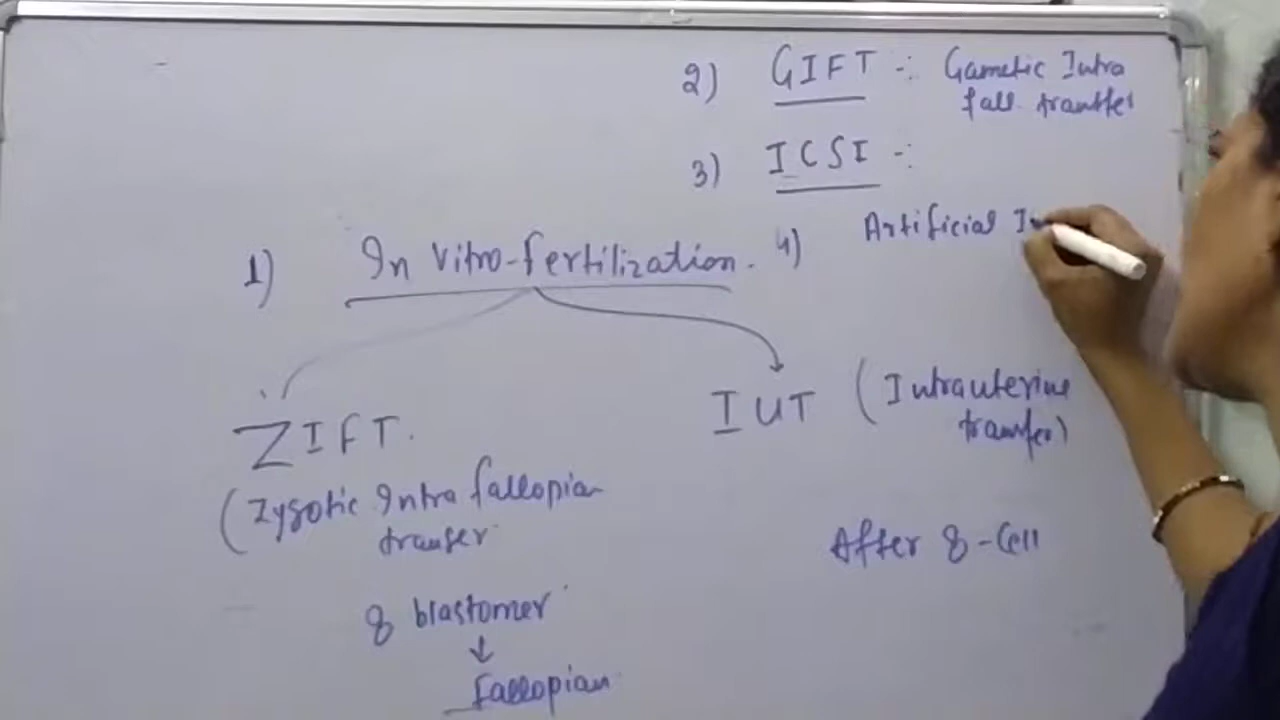 2) GIFT -: Gametic Intra
fall. transfer
3) ICSI -:
1) In Vitro-fertilization. 4) Artificial I
ZIFT.
(Zygotic Intra fallopian
transer
8 blastomer
↓
fallopian
IUT (Intrauterine
transfer)
After 8-Cell